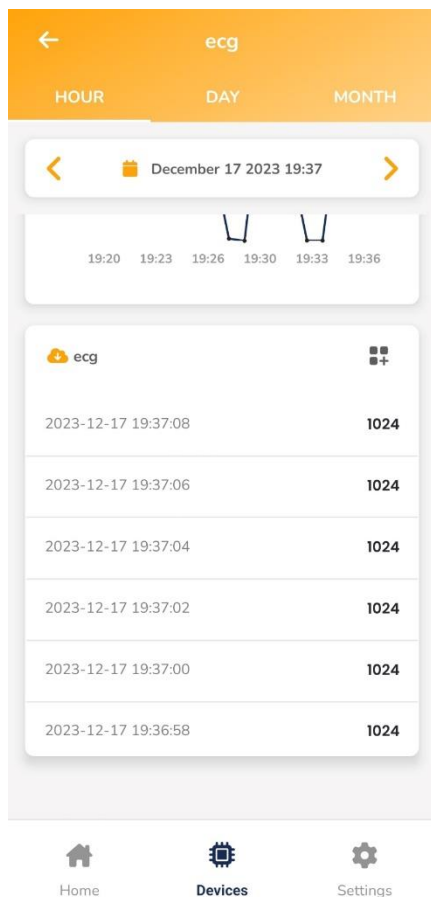 ecg
HOUR DAY MONTH
December 17 2023 19:37
19:20 19:23 19:26 19:30 19:33 19:36
ecg
2023-12-17 19:37:08 1024
2023-12-17 19:37:06 1024
2023-12-17 19:37:04 1024
2023-12-17 19:37:02 1024
2023-12-17 19:37:00 1024
2023-12-17 19:36:58 1024
Home Devices Settings